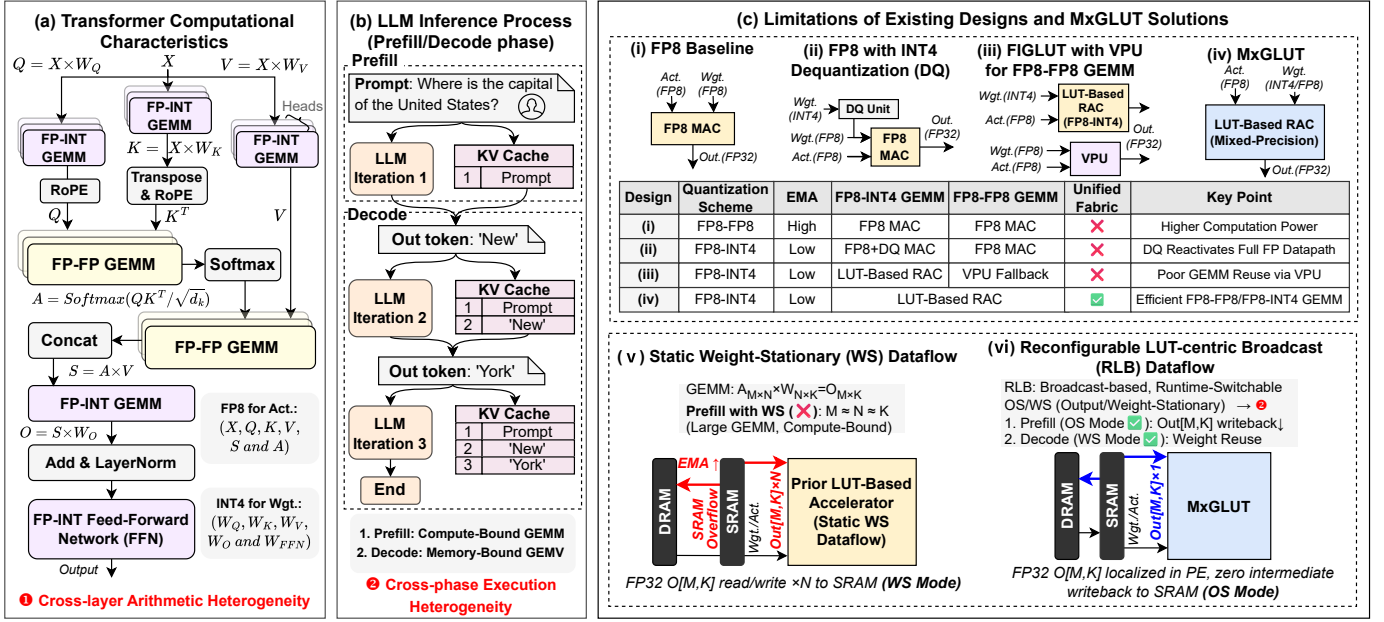 (a) Transformer Computational
Characteristics
Q = X×W_Q
X
V = X×W_V
Heads
FP-INT
GEMM
FP-INT
GEMM
FP-INT
GEMM
K = X×W_K
RoPE
Transpose
& RoPE
Q
K^T
V
FP-FP GEMM
Softmax
A = Softmax(QK^T/√d_k)
FP-FP GEMM
Concat
S = A×V
FP-INT GEMM
O = S×W_O
Add & LayerNorm
FP-INT Feed-Forward
Network (FFN)
Output
FP8 for Act.:
(X, Q, K, V,
S and A)
INT4 for Wgt.:
(W_Q, W_K, W_V,
W_O and W_FFN)
❶ Cross-layer Arithmetic Heterogeneity
(b) LLM Inference Process
(Prefill/Decode phase)
Prefill
Prompt: Where is the capital
of the United States?
LLM
Iteration 1
KV Cache
1 Prompt
Decode
Out token: 'New'
LLM
Iteration 2
KV Cache
1 Prompt
2 'New'
Out token: 'York'
LLM
Iteration 3
KV Cache
1 Prompt
2 'New'
3 'York'
End
1. Prefill: Compute-Bound GEMM
2. Decode: Memory-Bound GEMV
❷ Cross-phase Execution
Heterogeneity
(c) Limitations of Existing Designs and MxGLUT Solutions
(i) FP8 Baseline
Act.
(FP8)
Wgt.
(FP8)
FP8 MAC
Out.(FP32)
(ii) FP8 with INT4
Dequantization (DQ)
Wgt.
(INT4)
DQ Unit
Wgt.(FP8)
Act.(FP8)
FP8
MAC
Out.
(FP32)
(iii) FIGLUT with VPU
for FP8-FP8 GEMM
Wgt.(INT4)
Act.(FP8)
LUT-Based
RAC
(FP8-INT4)
Wgt.(FP8)
Act.(FP8)
VPU
Out.
(FP32)
(iv) MxGLUT
Act.
(FP8)
Wgt.
(INT4/FP8)
LUT-Based RAC
(Mixed-Precision)
Out.(FP32)
Design Quantization Scheme EMA FP8-INT4 GEMM FP8-FP8 GEMM Unified Fabric Key Point
(i) FP8-FP8 High FP8 MAC FP8 MAC ❌ Higher Computation Power
(ii) FP8-INT4 Low FP8+DQ MAC FP8 MAC ❌ DQ Reactivates Full FP Datapath
(iii) FP8-INT4 Low LUT-Based RAC VPU Fallback ❌ Poor GEMM Reuse via VPU
(iv) FP8-INT4 Low LUT-Based RAC ✅ Efficient FP8-FP8/FP8-INT4 GEMM
(v) Static Weight-Stationary (WS) Dataflow
GEMM: A_M×N×W_N×K=O_M×K
Prefill with WS (❌): M ≈ N ≈ K
(Large GEMM, Compute-Bound)
DRAM
EMA ↑
SRAM
Overflow
SRAM
Wgt./Act.
Out[M,K]×N
Prior LUT-Based
Accelerator
(Static WS
Dataflow)
FP32 O[M,K] read/write ×N to SRAM (WS Mode)
(vi) Reconfigurable LUT-centric Broadcast
(RLB) Dataflow
RLB: Broadcast-based, Runtime-Switchable
OS/WS (Output/Weight-Stationary) → ❷
1. Prefill (OS Mode ✅): Out[M,K] writeback↓
2. Decode (WS Mode ✅): Weight Reuse
DRAM
SRAM
Wgt./Act.
Out[M,K]×1
MxGLUT
FP32 O[M,K] localized in PE, zero intermediate
writeback to SRAM (OS Mode)